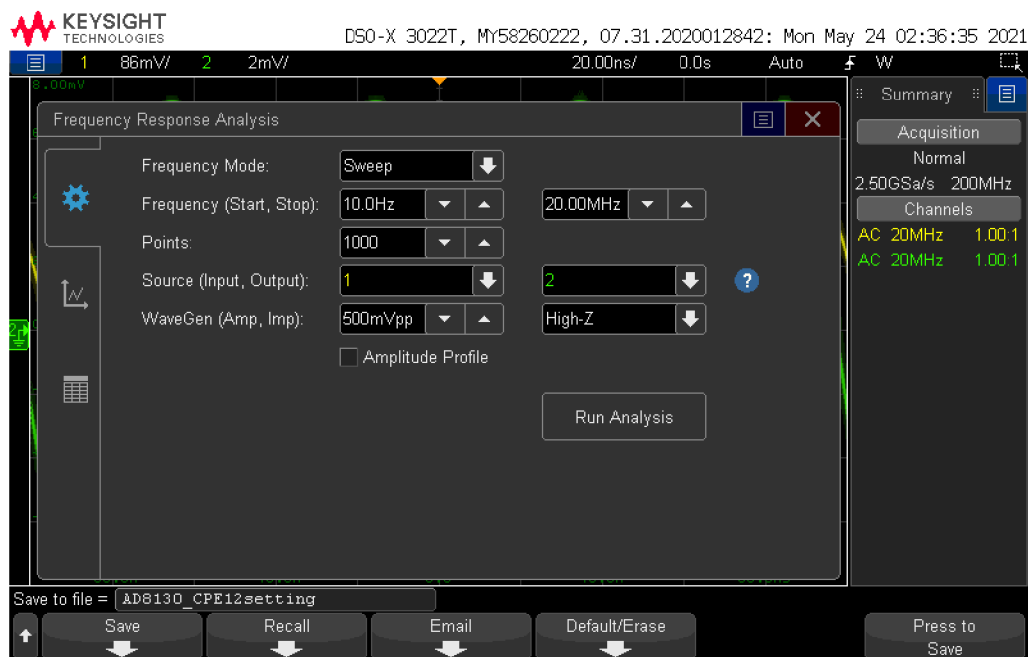 KEYSIGHT
TECHNOLOGIES
DSO-X 3022T, MY58260222, 07.31.2020012842: Mon May 24 02:36:35 2021
1 86mV/ 2 2mV/ 20.00ns/ 0.0s Auto W
8.00mV
Summary
Frequency Response Analysis
Acquisition
Normal
2.50GSa/s 200MHz
Channels
AC 20MHz 1.00:1
AC 20MHz 1.00:1
Frequency Mode: Sweep
Frequency (Start, Stop): 10.0Hz 20.00MHz
Points: 1000
Source (Input, Output): 1 2 ?
WaveGen (Amp, Imp): 500mVpp High-Z
Amplitude Profile
Run Analysis
2
Save to file = AD8130_CPE12setting
Save Recall Email Default/Erase Press to
Save